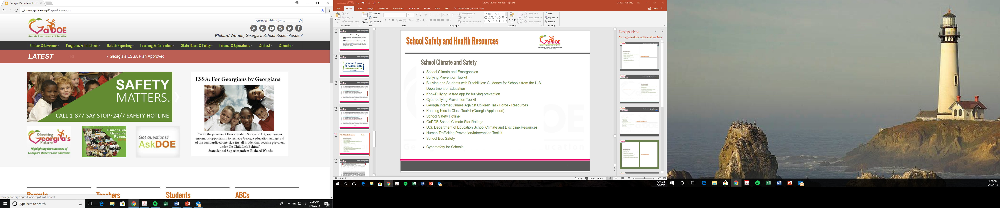 Georgia Department of E
www.gadoe.org/Pages/Home.aspx
GaDOE
Georgia Department of Education
Search this site...
Richard Woods, Georgia's School Superintendent
Offices & Divisions Programs & Initiatives Data & Reporting Learning & Curriculum State Board & Policy Finance & Operations Contact Calendar
LATEST
Georgia's ESSA Plan Approved
SAFETY
MATTERS.
CALL 1-877-SAY-STOP•24/7 SAFETY HOTLINE
ESSA: For Georgians by Georgians
"With the passage of Every Student Succeeds Act, we have an
enormous opportunity to reshape Georgia education and get rid
of the standardized one-size-fits-all model that became prevalent
under No Child Left Behind."
-State School Superintendent Richard Woods
Educating
Georgia's
Future
Highlighting the successes of
Georgia's students and educators
EDUCATING
GEORGIA'S
FUTURE
Got questions?
AskDOE
Parents Teachers Students ABCs
www.gadoe.org/Pages/Home.aspx#myCarousel
Type here to search
9:29 AM
5/1/2018
21
AutoSave Off
GaDOE New PPT White Background
Garry McGiboney
File Home Insert Design Transitions Animations Slide Show Review View Help Tell me what you want to do
Share
Paste
Cut
Copy
Format Painter
Clipboard
New
Slide
Layout
Reset
Section
Slides
24
Font
Text Direction
Align Text
Convert to SmartArt
Paragraph
Arrange
Quick
Styles
Shape Fill
Shape Outline
Shape Effects
Drawing
Find
Replace
Select
Editing
37
38
Georgia Crisis
& Access Line
1-800-715-4225
mygcal.com
39
40
41
School Safety and Health Resources
42
School Safety and Health Resources
GaDOE
Georgia Department of Education
Richard Woods, Georgia's School Superintendent
School Climate and Safety
School Climate and Emergencies
Bullying Prevention Toolkit
Bullying and Students with Disabilities: Guidance for Schools from the U.S.
Department of Education
KnowBullying: a free app for bullying prevention
Cyberbullying Prevention Toolkit
Georgia Internet Crimes Against Children Task Force - Resources
Keeping Kids in Class Toolkit (Georgia Appleseed)
School Safety Hotline
GaDOE School Climate Star Ratings
U.S. Department of Education School Climate and Discipline Resources
Human Trafficking Prevention/Intervention Toolkit
School Bus Safety
Cybersafety for Schools
Design Ideas
Stop suggesting ideas until I restart PowerPoint.
Slide 41 of 51
Notes Display Settings
114%
9:29 AM
5/1/2018
9:29 AM
5/1/2018